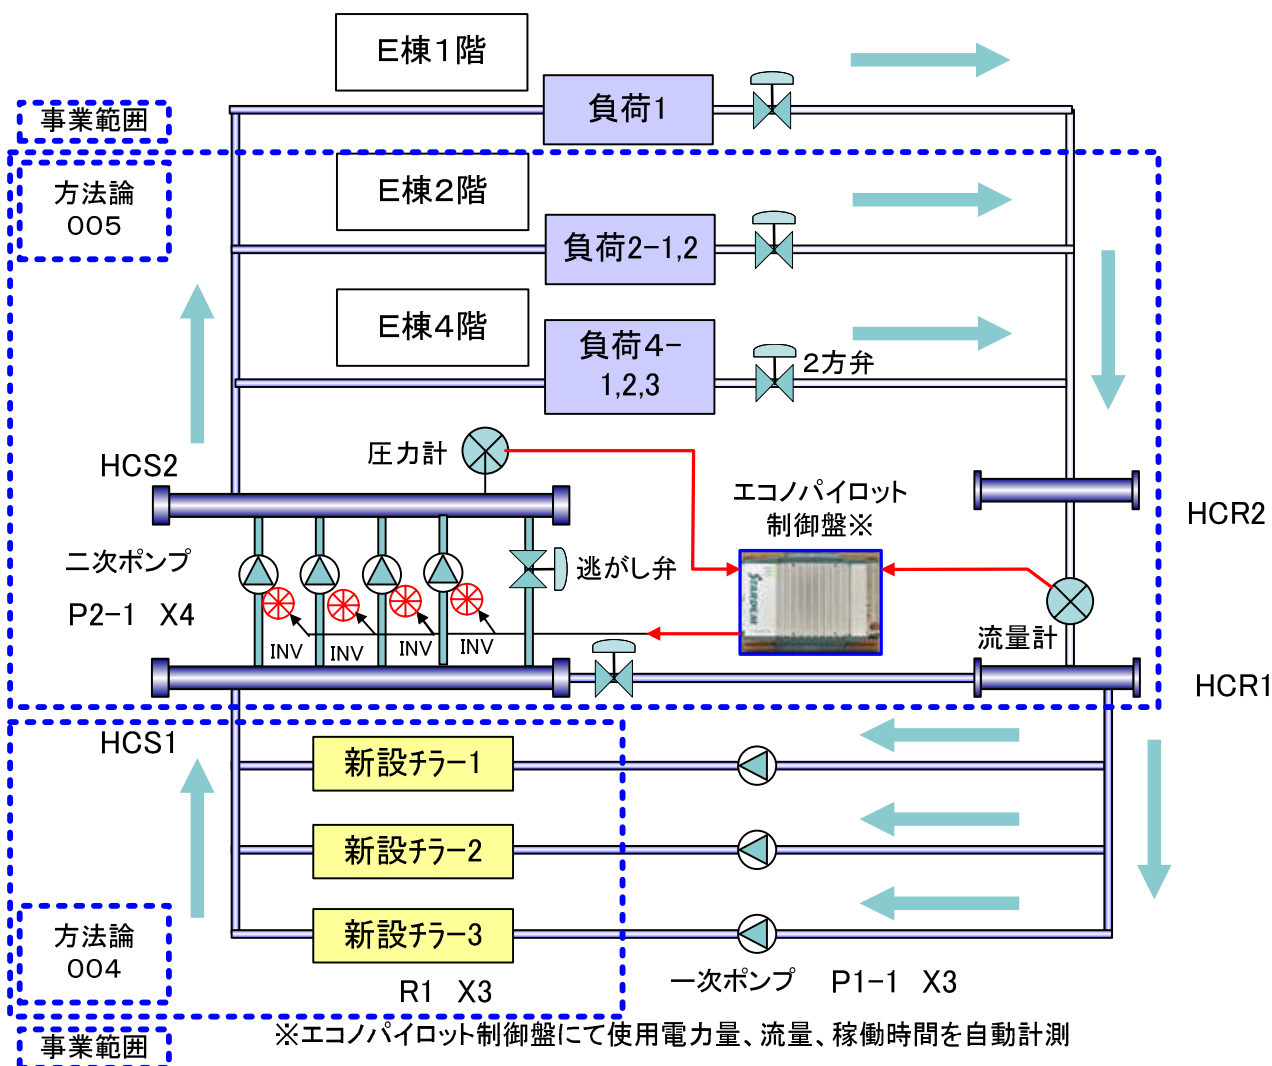 E棟1階
負荷1
事業範囲
方法論
005
E棟2階
負荷2-1,2
E棟4階
負荷4-
1,2,3
2方弁
圧力計
HCS2
エコノパイロット
制御盤※
HCR2
二次ポンプ
P2-1 X4
逃がし弁
STARDOM
流量計
INV
INV
INV
INV
HCR1
HCS1
新設チラー1
新設チラー2
新設チラー3
方法論
004
R1 X3
一次ポンプ P1-1 X3
※エコノパイロット制御盤にて使用電力量、流量、稼働時間を自動計測
事業範囲